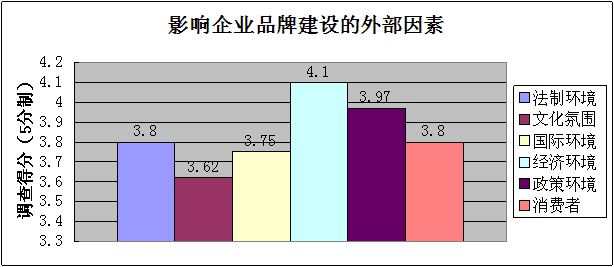 影响企业品牌建设的外部因素
调查得分（5分制）
4.2
4.1
4
3.9
3.8
3.7
3.6
3.5
3.4
3.3
3.8
3.62
3.75
4.1
3.97
3.8
法制环境
文化氛围
国际环境
经济环境
政策环境
消费者